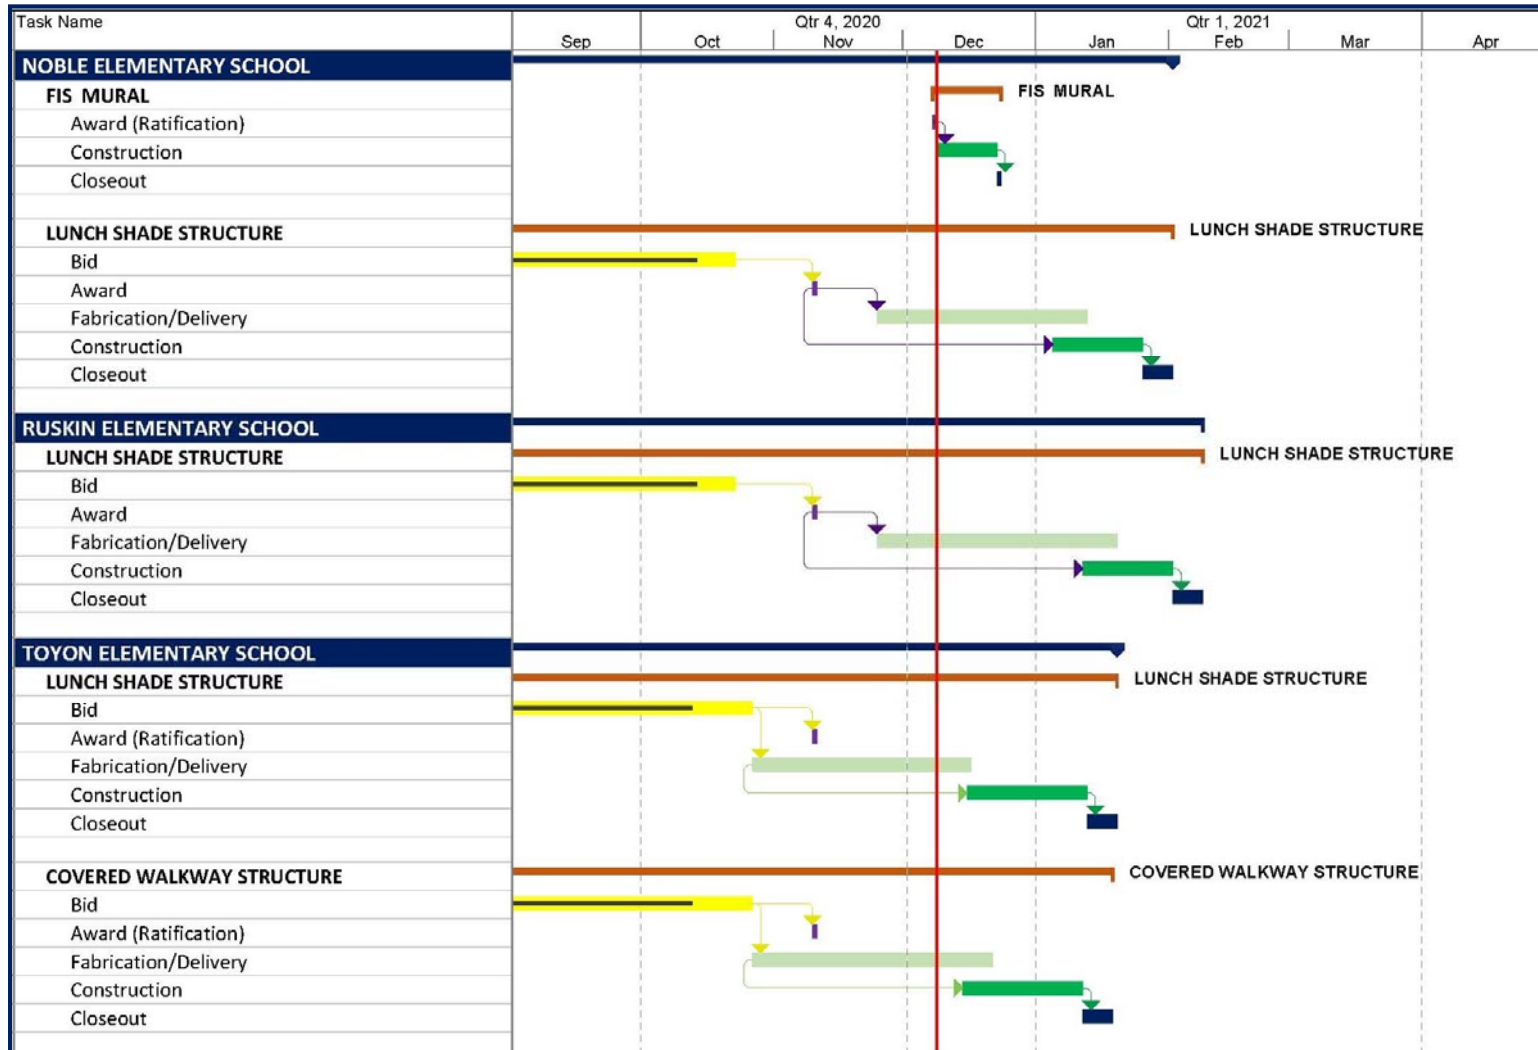 Task Name
Qtr 4, 2020 Qtr 1, 2021
Sep Oct Nov Dec Jan Feb Mar Apr
NOBLE ELEMENTARY SCHOOL
FIS MURAL FIS MURAL
Award (Ratification)
Construction
Closeout
LUNCH SHADE STRUCTURE LUNCH SHADE STRUCTURE
Bid
Award
Fabrication/Delivery
Construction
Closeout
RUSKIN ELEMENTARY SCHOOL
LUNCH SHADE STRUCTURE LUNCH SHADE STRUCTURE
Bid
Award
Fabrication/Delivery
Construction
Closeout
TOYON ELEMENTARY SCHOOL
LUNCH SHADE STRUCTURE LUNCH SHADE STRUCTURE
Bid
Award (Ratification)
Fabrication/Delivery
Construction
Closeout
COVERED WALKWAY STRUCTURE COVERED WALKWAY STRUCTURE
Bid
Award (Ratification)
Fabrication/Delivery
Construction
Closeout